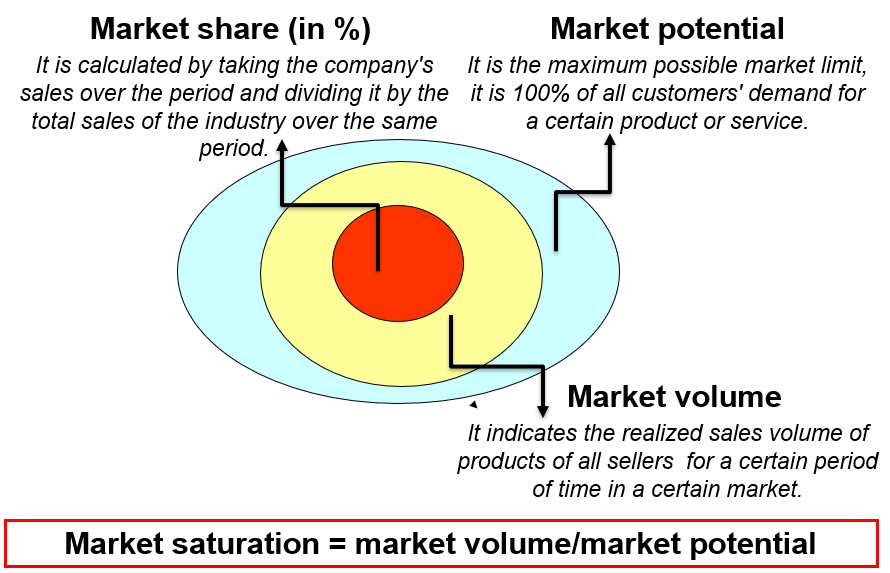 Market share (in %)
It is calculated by taking the company's
sales over the period and dividing it by the
total sales of the industry over the same
period.
Market potential
It is the maximum possible market limit,
it is 100% of all customers' demand for
a certain product or service.
Market volume
It indicates the realized sales volume of
products of all sellers  for a certain period
of time in a certain market.
Market saturation = market volume/market potential